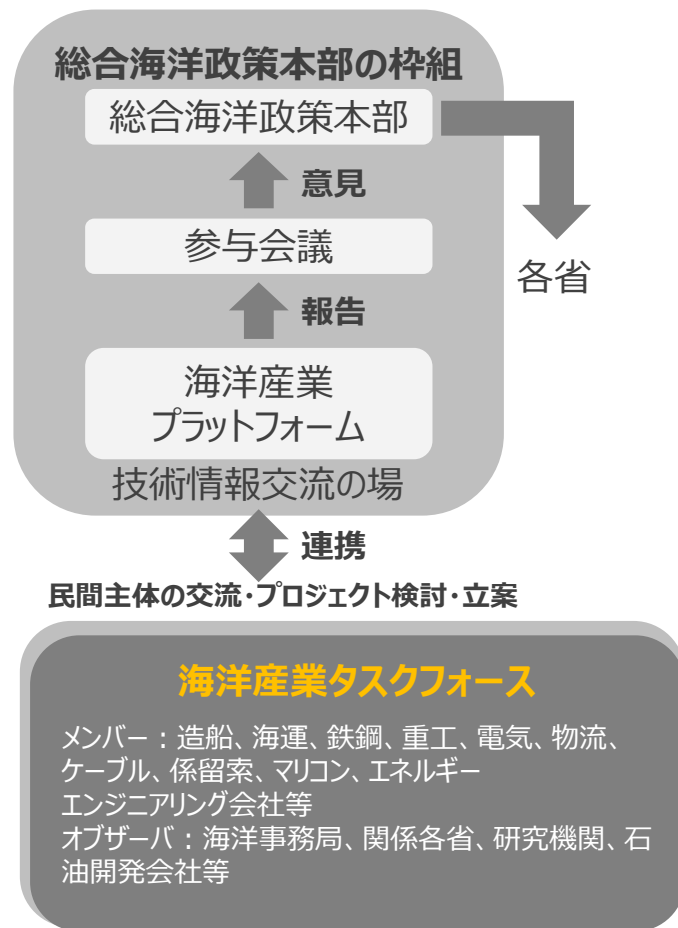 総合海洋政策本部の枠組
総合海洋政策本部
意見
参与会議
各省
報告
海洋産業
プラットフォーム
技術情報交流の場
連携
民間主体の交流・プロジェクト検討・立案
海洋産業タスクフォース
メンバー：造船、海運、鉄鋼、重工、電気、物流、
ケーブル、係留索、マリコン、エネルギー
エンジニアリング会社等
オブザーバ：海洋事務局、関係各省、研究機関、石
油開発会社等